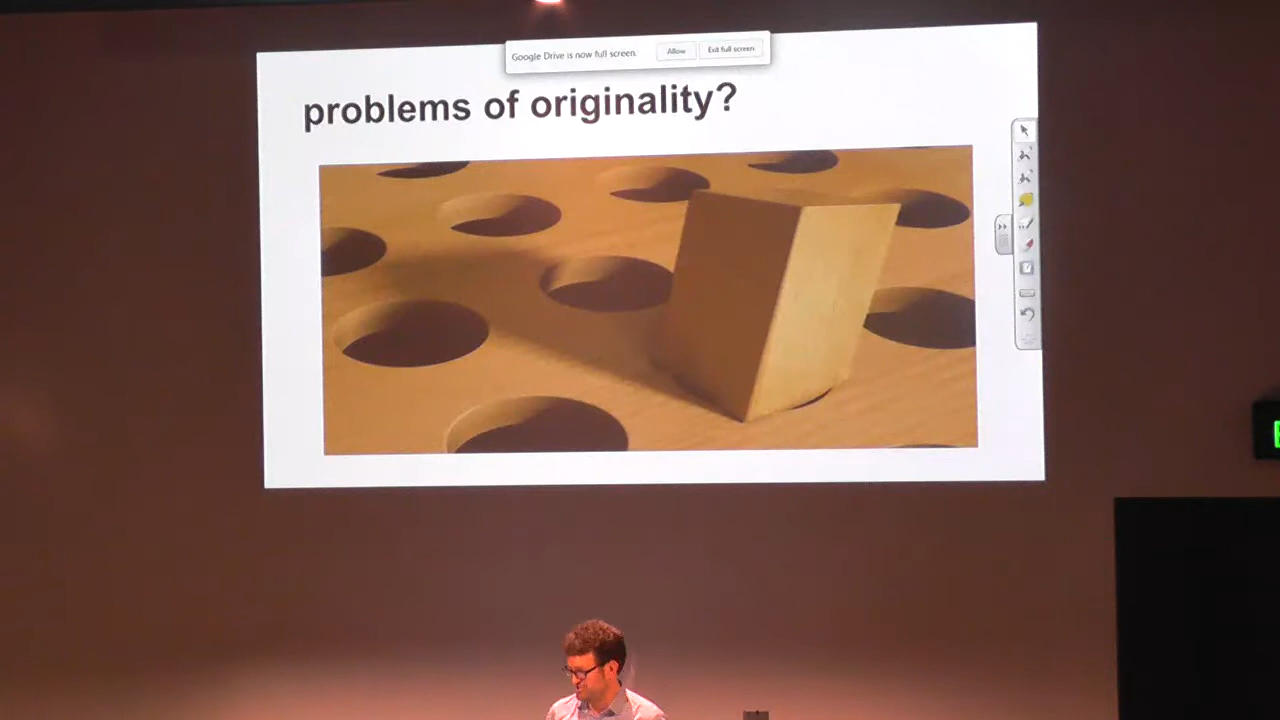 Google Drive is now full screen.
Allow
Exit full screen
problems of originality?